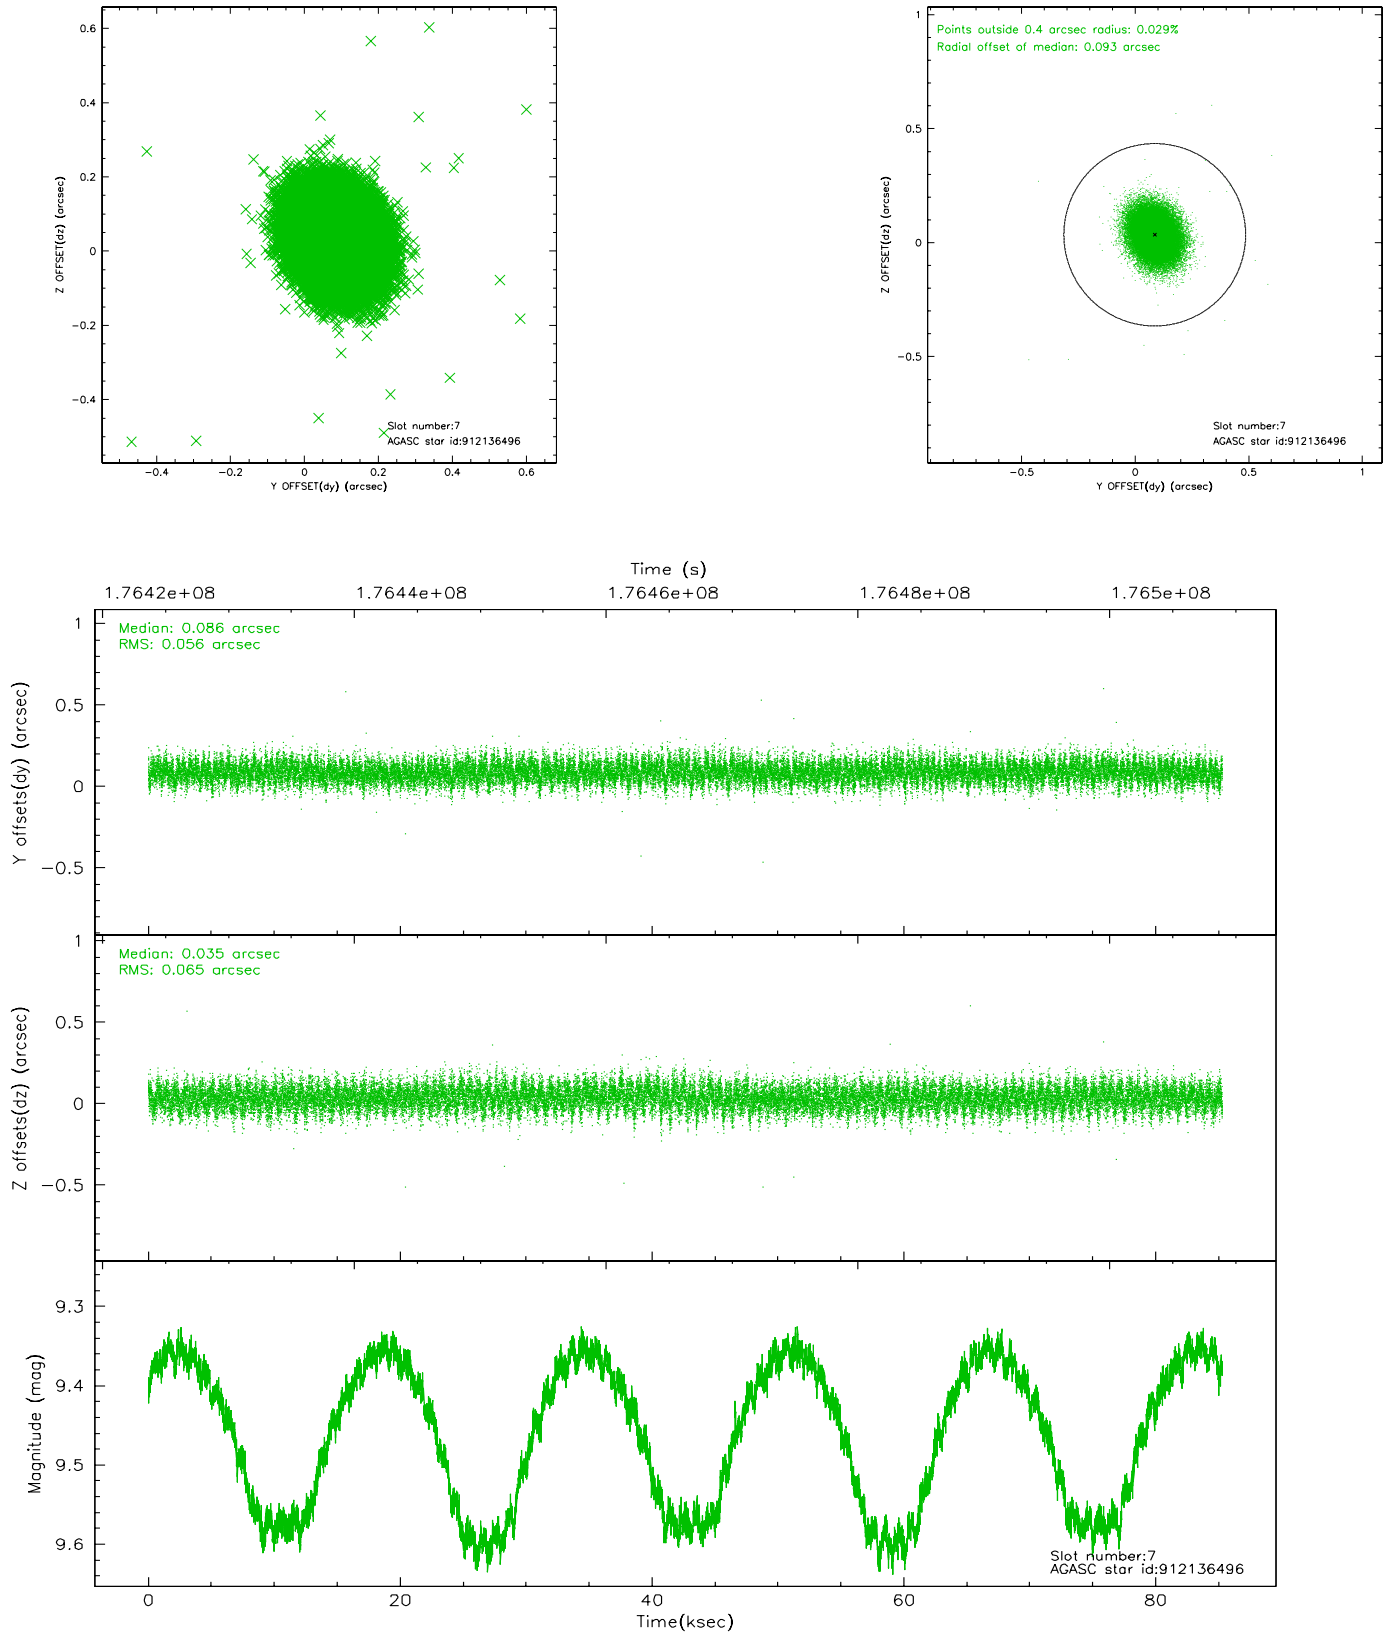 0.6
0.4
0.2
0
−0.2
−0.4
Z OFFSET(dz) (arcsec)
Slot number:7
AGASC star id:912136496
−0.4 −0.2 0 0.2 0.4 0.6
Y OFFSET(dy) (arcsec)
Points outside 0.4 arcsec radius: 0.029%
Radial offset of median: 0.093 arcsec
1
0.5
0
−0.5
Z OFFSET(dz) (arcsec)
Slot number:7
AGASC star id:912136496
−0.5 0 0.5 1
Y OFFSET(dy) (arcsec)
Time (s)
1.7642e+08 1.7644e+08 1.7646e+08 1.7648e+08 1.765e+08
Median: 0.086 arcsec
RMS: 0.056 arcsec
1
0.5
0
−0.5
Y offsets(dy) (arcsec)
Median: 0.035 arcsec
RMS: 0.065 arcsec
1
0.5
0
−0.5
Z offsets(dz) (arcsec)
9.3
9.4
9.5
9.6
Magnitude (mag)
Slot number:7
AGASC star id:912136496
0 20 40 60 80
Time(ksec)